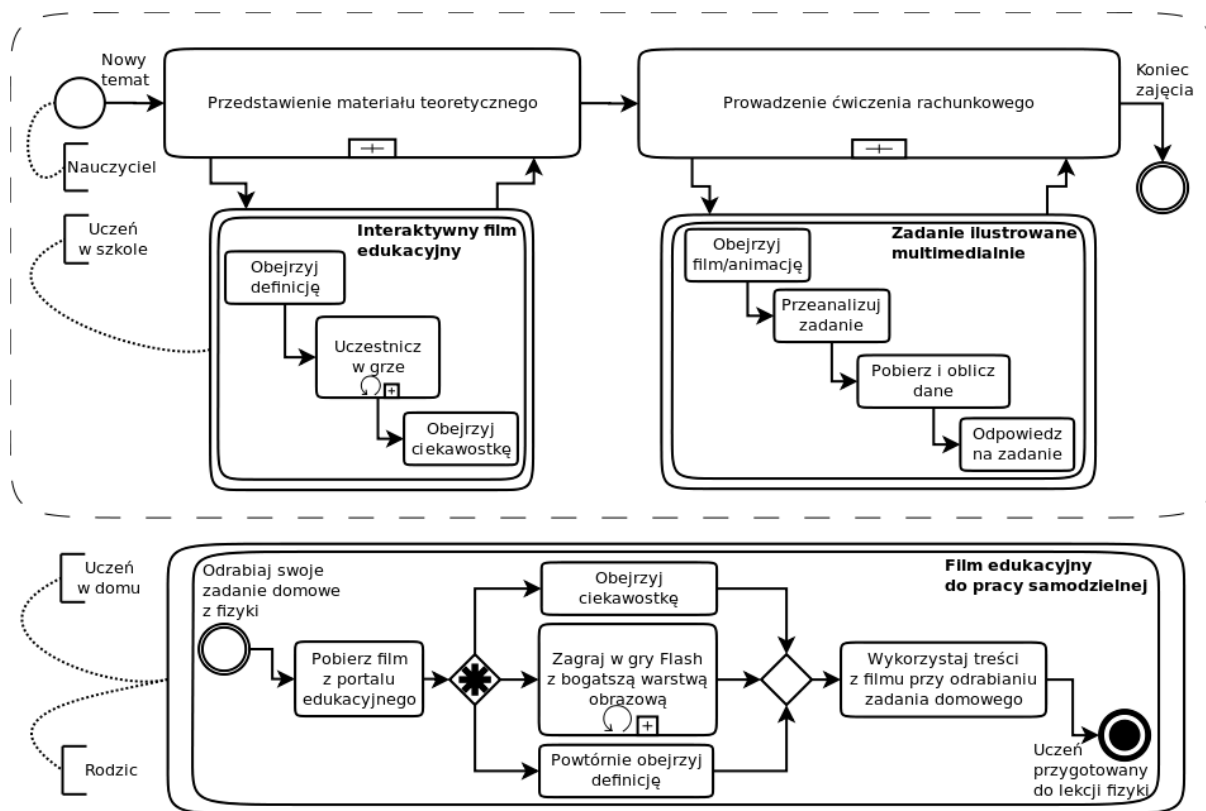 Nowy
temat
Przedstawienie materiału teoretycznego
Prowadzenie ćwiczenia rachunkowego
Koniec
zajęcia
Nauczyciel
Uczeń
w szkole
Interaktywny film
edukacyjny
Obejrzyj
definicję
Uczestnicz
w grze
Obejrzyj
ciekawostkę
Zadanie ilustrowane
multimedialnie
Obejrzyj
film/animację
Przeanalizuj
zadanie
Pobierz i oblicz
dane
Odpowiedz
na zadanie
Uczeń
w domu
Rodzic
Film edukacyjny
do pracy samodzielnej
Odrabiaj swoje
zadanie domowe
z fizyki
Pobierz film
z portalu
edukacyjnego
Obejrzyj
ciekawostkę
Zagraj w gry Flash
z bogatszą warstwą
obrazową
Powtórnie obejrzyj
definicję
Wykorzystaj treści
z filmu przy odrabianiu
zadania domowego
Uczeń
przygotowany
do lekcji fizyki